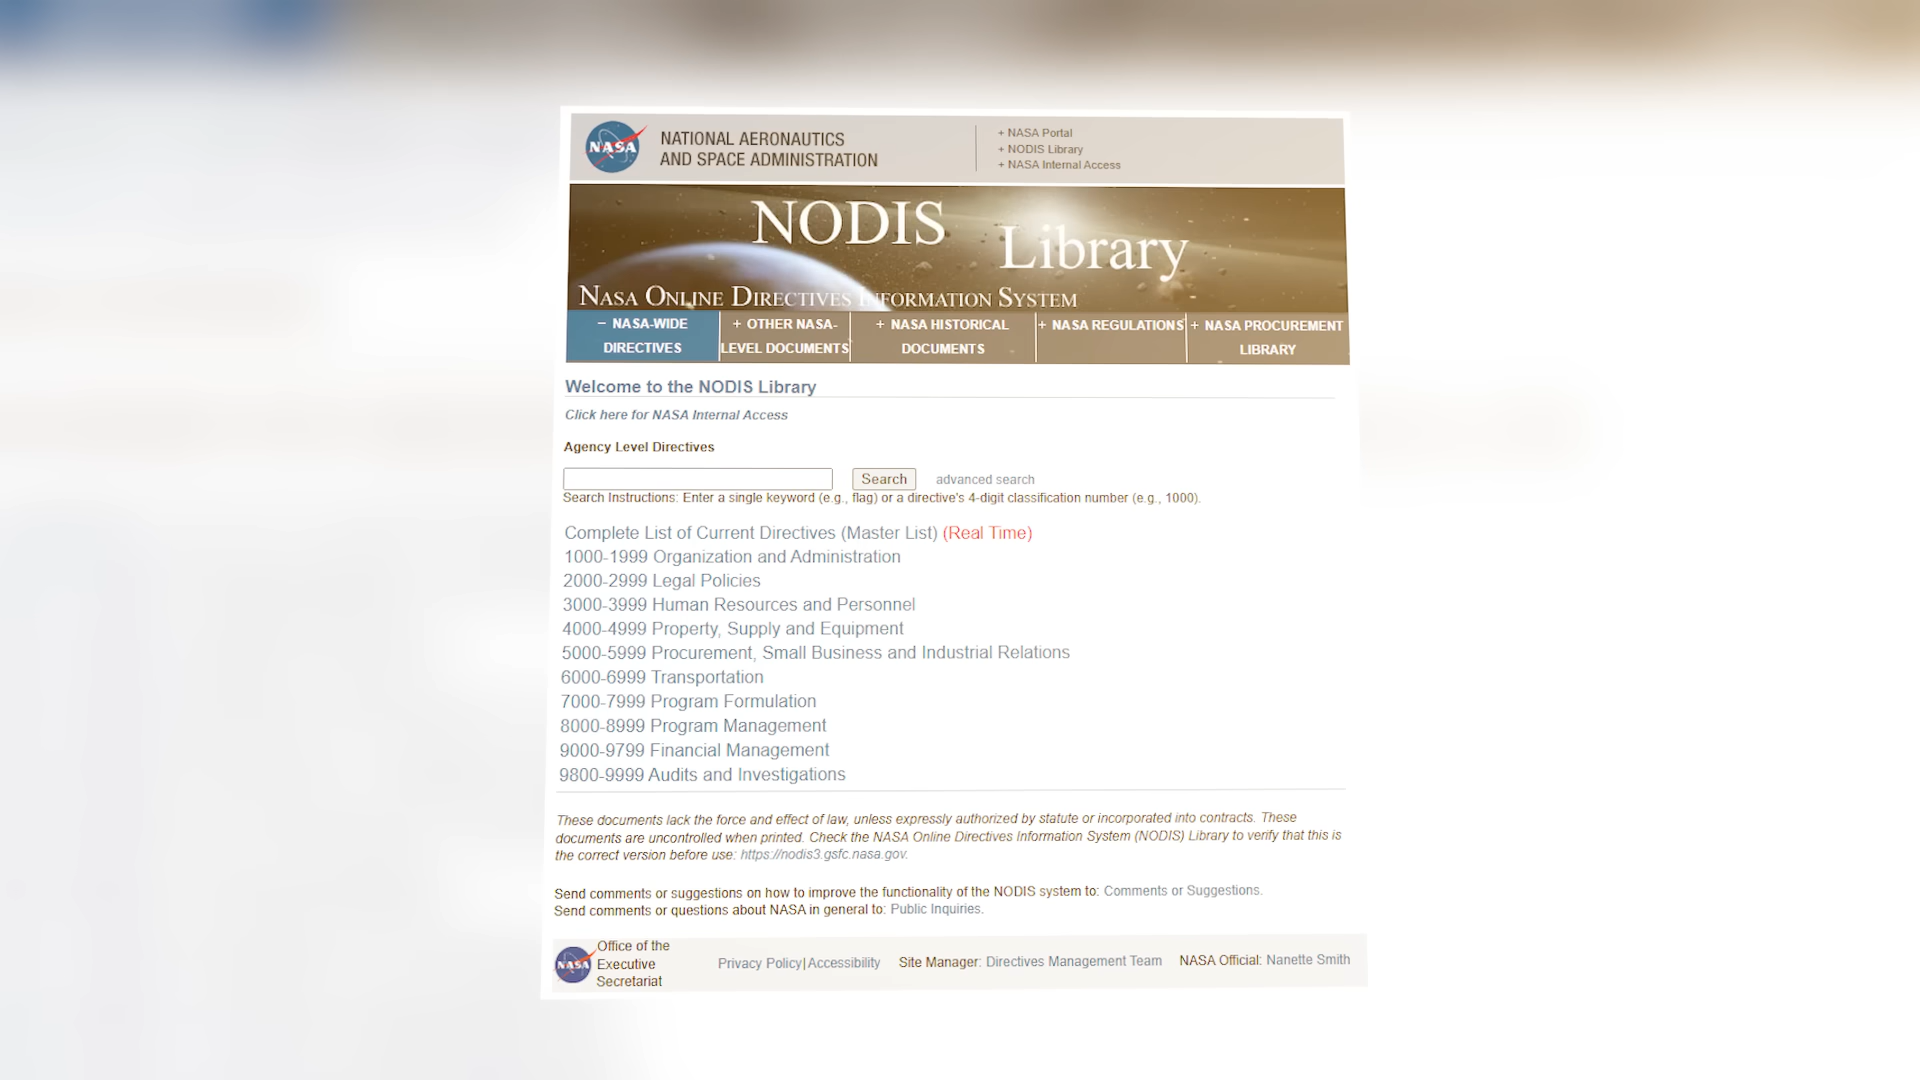 NASA
NATIONAL AERONAUTICS
AND SPACE ADMINISTRATION
+ NASA Portal
+ NODIS Library
+ NASA Internal Access
NODIS
Library
NASA ONLINE DIRECTIVES INFORMATION SYSTEM
− NASA-WIDE
DIRECTIVES
+ OTHER NASA-
LEVEL DOCUMENTS
+ NASA HISTORICAL
DOCUMENTS
+ NASA REGULATIONS
+ NASA PROCUREMENT
LIBRARY
Welcome to the NODIS Library
Click here for NASA Internal Access
Agency Level Directives
Search advanced search
Search Instructions: Enter a single keyword (e.g., flag) or a directive's 4-digit classification number (e.g., 1000).
Complete List of Current Directives (Master List) (Real Time)
1000-1999 Organization and Administration
2000-2999 Legal Policies
3000-3999 Human Resources and Personnel
4000-4999 Property, Supply and Equipment
5000-5999 Procurement, Small Business and Industrial Relations
6000-6999 Transportation
7000-7999 Program Formulation
8000-8999 Program Management
9000-9799 Financial Management
9800-9999 Audits and Investigations
These documents lack the force and effect of law, unless expressly authorized by statute or incorporated into contracts. These
documents are uncontrolled when printed. Check the NASA Online Directives Information System (NODIS) Library to verify that this is
the correct version before use: https://nodis3.gsfc.nasa.gov.
Send comments or suggestions on how to improve the functionality of the NODIS system to: Comments or Suggestions.
Send comments or questions about NASA in general to: Public Inquiries.
NASA
Office of the
Executive
Secretariat
Privacy Policy|Accessibility Site Manager: Directives Management Team NASA Official: Nanette Smith